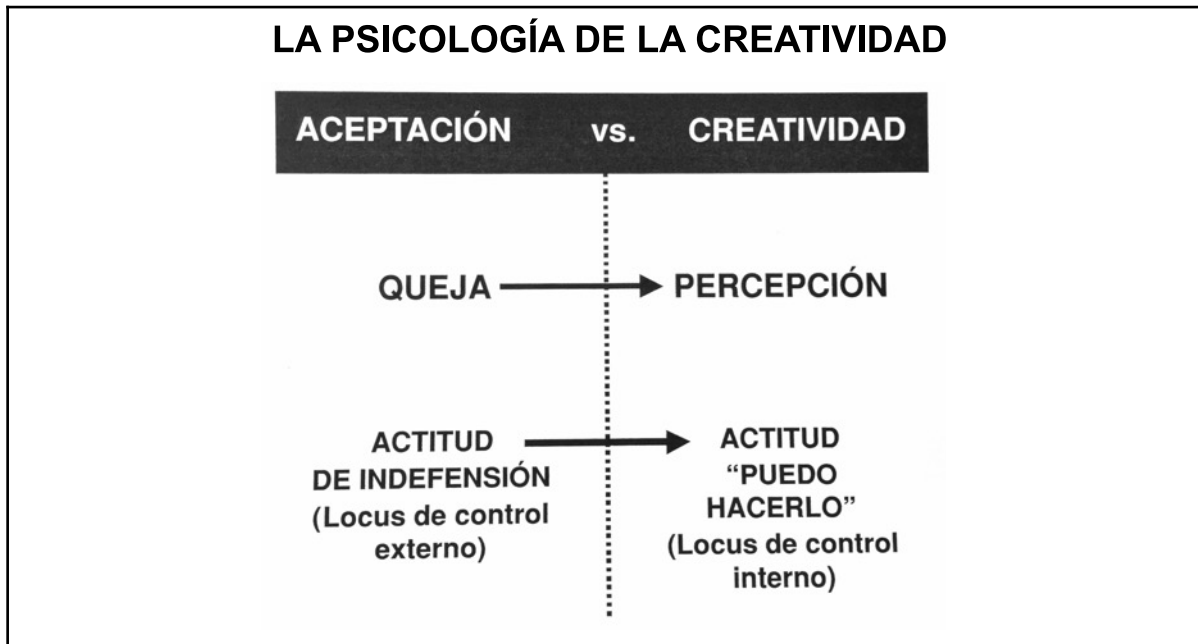 LA PSICOLOGÍA DE LA CREATIVIDAD
ACEPTACIÓN vs. CREATIVIDAD
QUEJA PERCEPCIÓN
ACTITUD
DE INDEFENSIÓN
(Locus de control
externo)
ACTITUD
“PUEDO
HACERLO”
(Locus de control
interno)